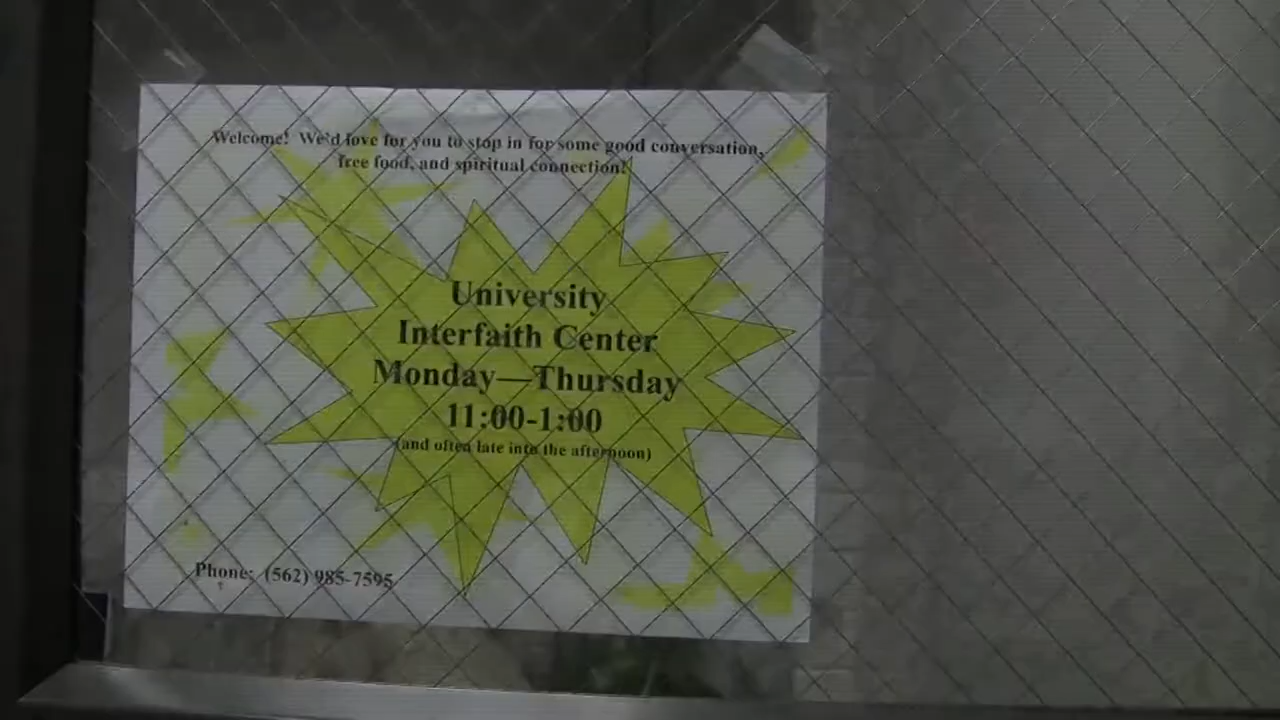 Welcome! We'd love for you to stop in for some good conversation,
free food, and spiritual connection!
University
Interfaith Center
Monday—Thursday
11:00-1:00
(and often late into the afternoon)
Phone: (562) 985-7595